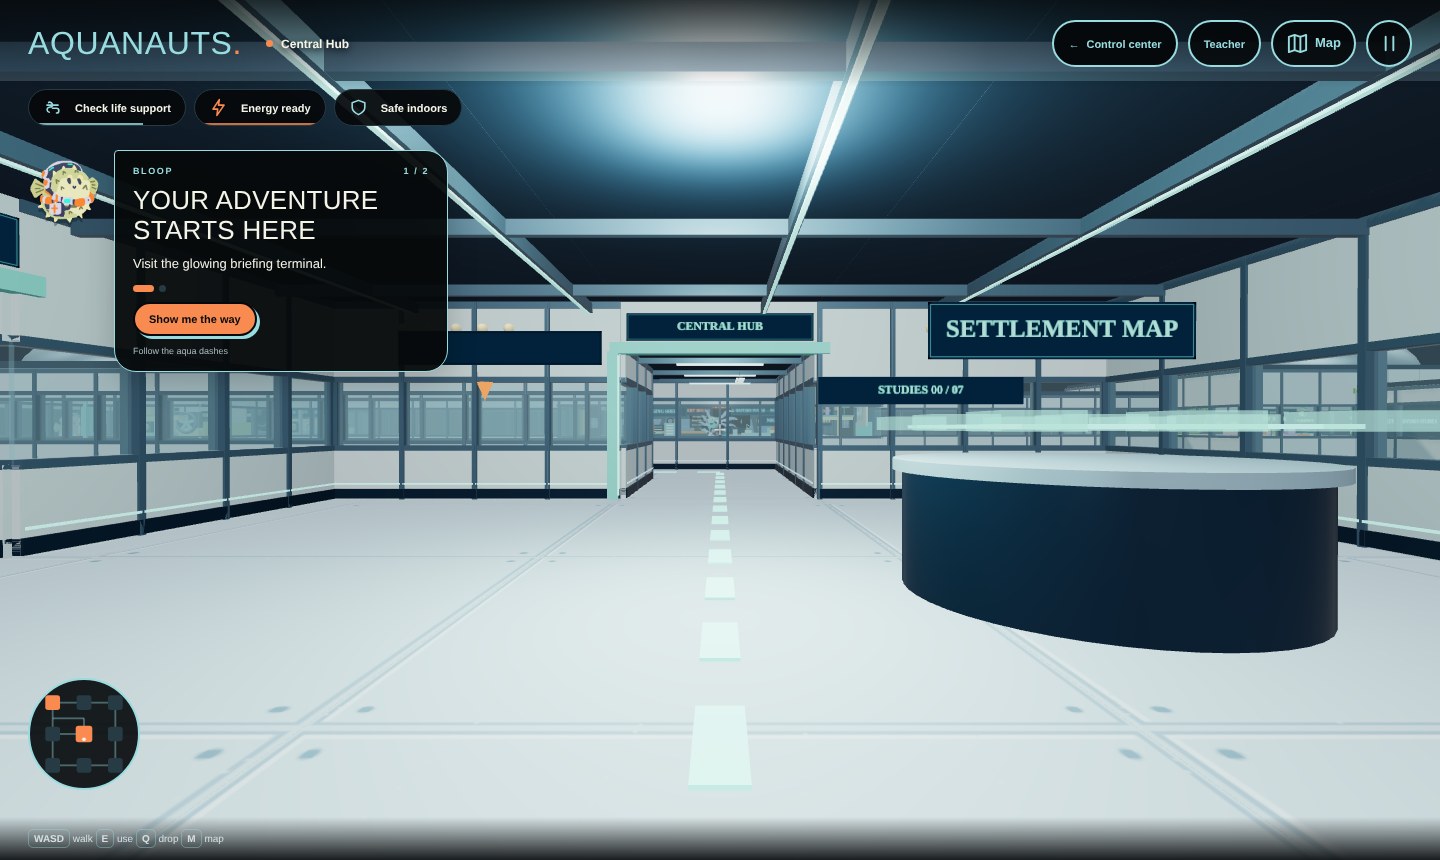 AQUANAUTS.
Central Hub
← Control center
Teacher
Map
Check life support
Energy ready
Safe indoors
BLOOP
1 / 2
YOUR ADVENTURE
STARTS HERE
Visit the glowing briefing terminal.
Show me the way
Follow the aqua dashes
CENTRAL HUB
SETTLEMENT MAP
STUDIES 00 / 07
WASD walk E use Q drop M map